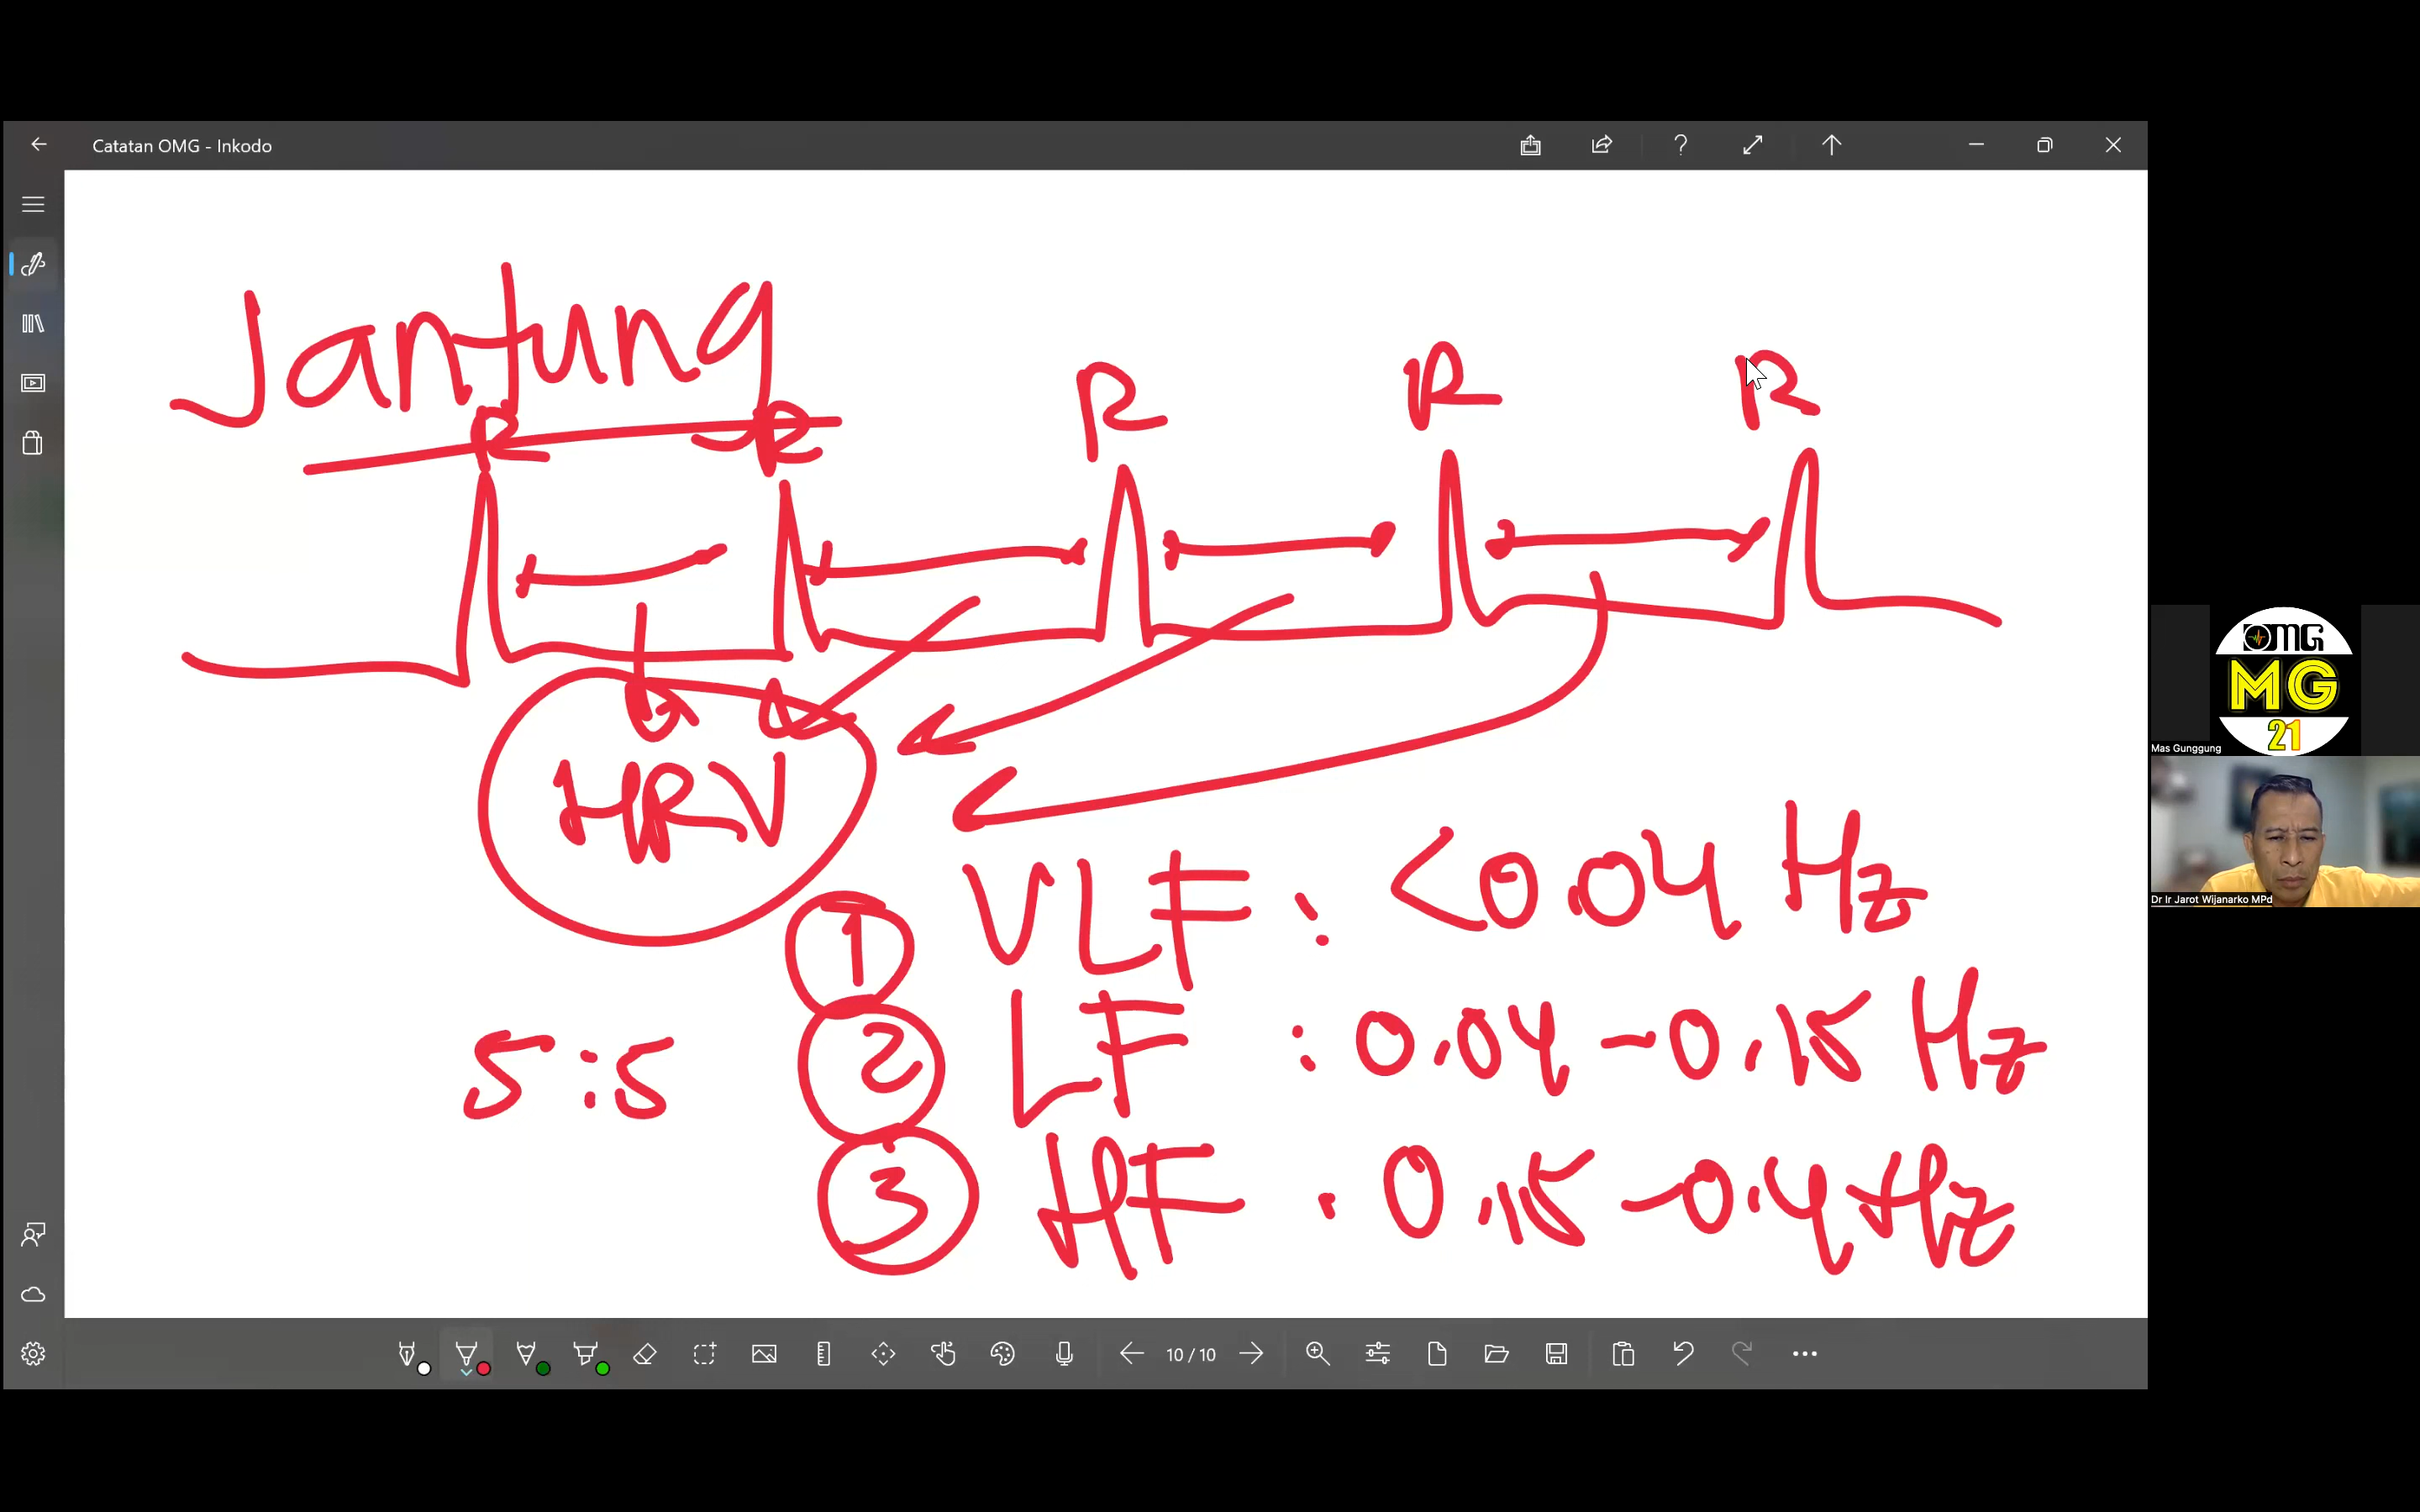 Catatan OMG - Inkodo
Jantung
R R R R R
HRV
1 VLF : <0.04 Hz
5:5 2 LF : 0.04-0.15 Hz
3 HF : 0.15-0.4 Hz
OMG
MG
21
Mas Gunggung
Dr Ir Jarot Wijanarko MPd
10 / 10